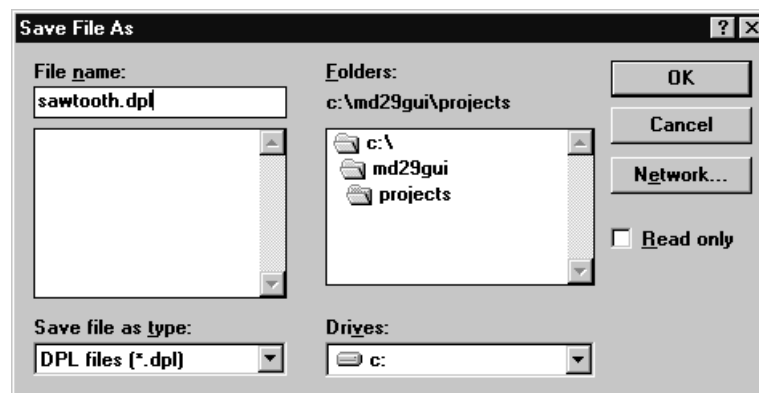 Save File As
File name:
sawtooth.dpl
Folders:
c:\md29gui\projects
c:\
md29gui
projects
OK
Cancel
Network...
Read only
Save file as type:
DPL files (*.dpl)
Drives:
c: